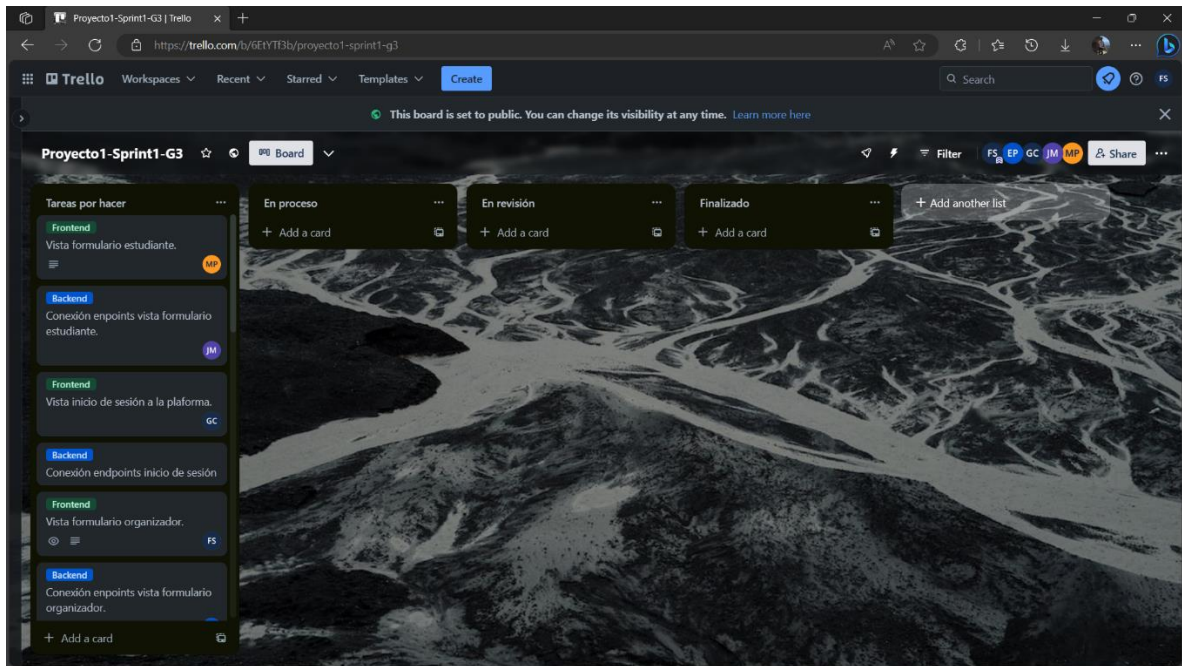 Proyecto1-Sprint1-G3 | Trello
https://trello.com/b/6EtYTf3b/proyecto1-sprint1-g3
Trello Workspaces Recent Starred Templates Create Search FS
This board is set to public. You can change its visibility at any time. Learn more here
Proyecto1-Sprint1-G3 Board Filter FS EP GC JM MP Share
Tareas por hacer
Frontend
Vista formulario estudiante.
MP
Backend
Conexión enpoints vista formulario
estudiante.
JM
Frontend
Vista inicio de sesión a la plaforma.
GC
Backend
Conexión endpoints inicio de sesión
Frontend
Vista formulario organizador.
FS
Backend
Conexión enpoints vista formulario
organizador.
+ Add a card
En proceso
+ Add a card
En revisión
+ Add a card
Finalizado
+ Add a card
+ Add another list